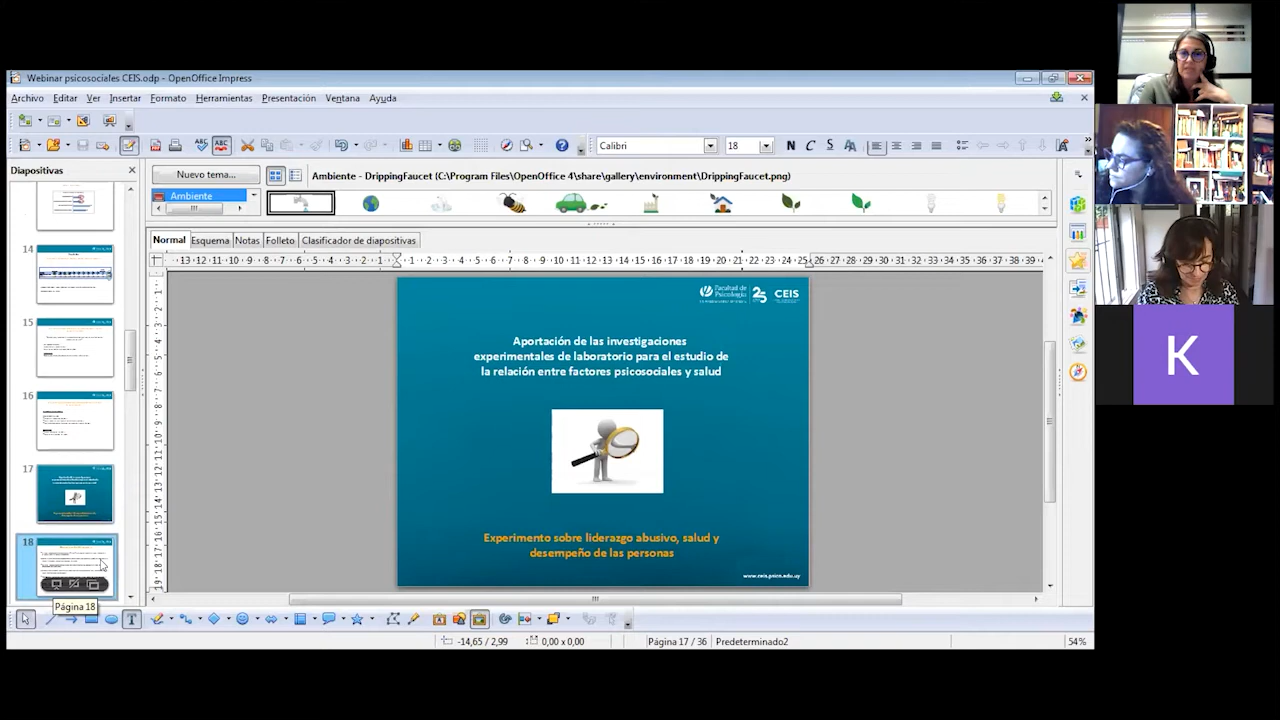 Webinar psicosociales CEIS.odp - OpenOffice Impress
Archivo Editar Ver Insertar Formato Herramientas Presentación Ventana Ayuda
Calibri
18
N C S A
Diapositivas
Nuevo tema...
Ambiente - DrippingFaucet (C:\Program Files\OpenOffice 4\share\gallery\environment\DrippingFaucet.png)
Ambiente
Normal Esquema Notas Folleto Clasificador de diapositivas
14
15
16
17
18
Página 18
Facultad de
Psicología
25
CEIS
Aportación de las investigaciones
experimentales de laboratorio para el estudio de
la relación entre factores psicosociales y salud
Experimento sobre liderazgo abusivo, salud y
desempeño de las personas
www.ceis.psico.edu.uy
K
-14,65 / 2,99
0,00 x 0,00
Página 17 / 36
Predeterminado2
54%